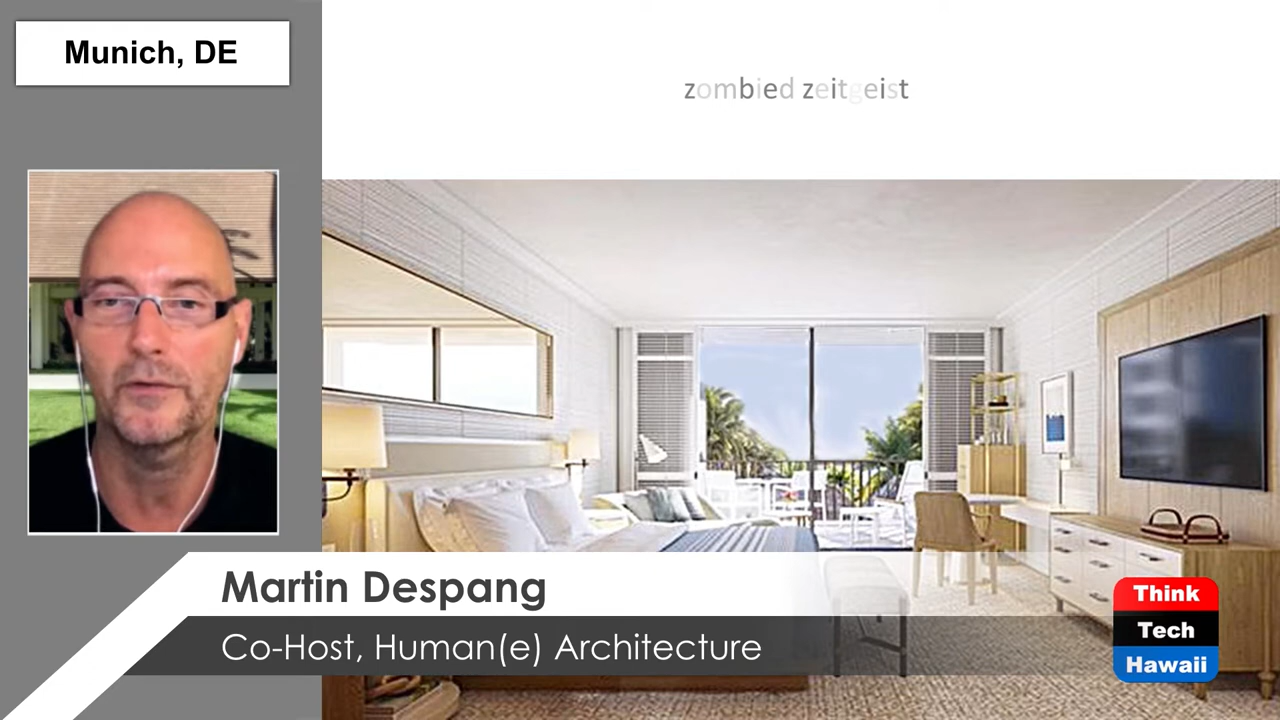 Munich, DE
zombied zeitgeist
Martin Despang
Co-Host, Human(e) Architecture
Think
Tech
Hawaii